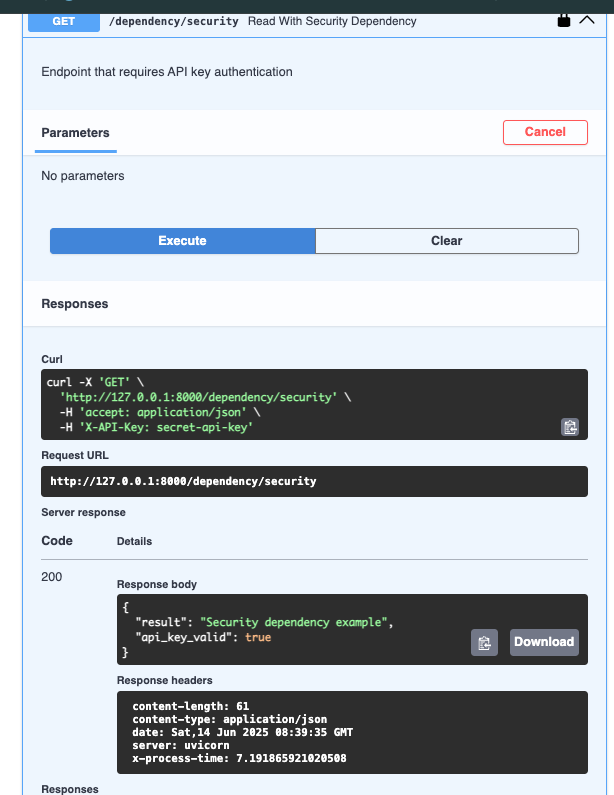 GET /dependency/security Read With Security Dependency
Endpoint that requires API key authentication
Parameters
Cancel
No parameters
Execute
Clear
Responses
Curl
curl -X 'GET' \
'http://127.0.0.1:8000/dependency/security' \
-H 'accept: application/json' \
-H 'X-API-Key: secret-api-key'
Request URL
http://127.0.0.1:8000/dependency/security
Server response
Code Details
200
Response body
{
"result": "Security dependency example",
"api_key_valid": true
}
Download
Response headers
content-length: 61
content-type: application/json
date: Sat,14 Jun 2025 08:39:35 GMT
server: uvicorn
x-process-time: 7.191865921020508
Responses